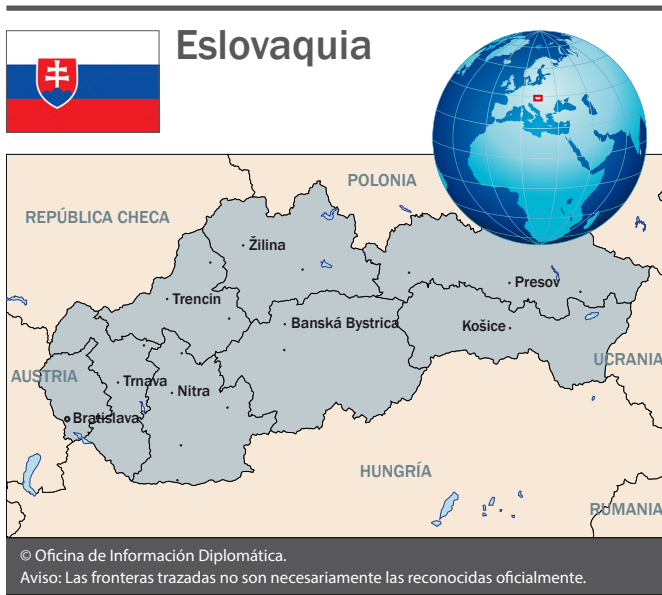 Eslovaquia
POLONIA
REPÚBLICA CHECA
Žilina
Presov
Trencin
Banská Bystrica
Košice
UCRANIA
AUSTRIA
Trnava
Nitra
Bratislava
HUNGRÍA
RUMANIA
© Oficina de Información Diplomática.
Aviso: Las fronteras trazadas no son necesariamente las reconocidas oficialmente.